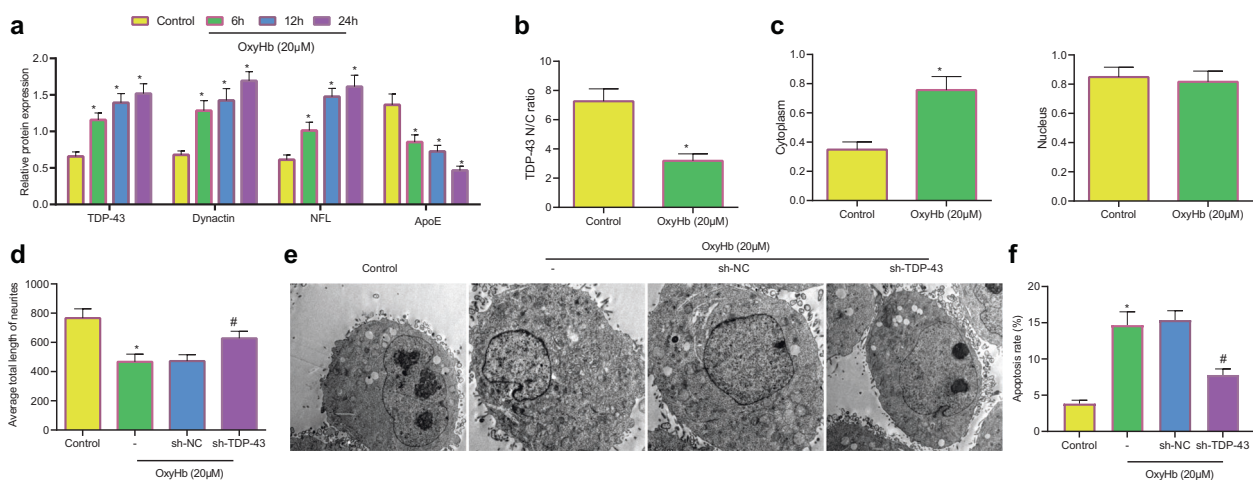 a
Control
6h
12h
24h
OxyHb (20μM)
Relative protein expression
2.0
1.5
1.0
0.5
0
*
*
*
*
*
*
*
*
*
*
*
*
TDP-43
Dynactin
NFL
ApoE
b
TDP-43 N/C ratio
10
8
6
4
2
0
*
Control
OxyHb (20μM)
c
Cytoplasm
1.0
0.8
0.6
0.4
0.2
0.0
*
Control
OxyHb (20μM)
Nucleus
1.0
0.8
0.6
0.4
0.2
0.0
Control
OxyHb (20μM)
d
Average total length of neurites
1000
800
600
400
200
0
*
#
Control
-
sh-NC
sh-TDP-43
OxyHb (20μM)
e
OxyHb (20μM)
Control
-
sh-NC
sh-TDP-43
f
Apoptosis rate (%)
20
15
10
5
0
*
#
Control
-
sh-NC
sh-TDP-43
OxyHb (20μM)